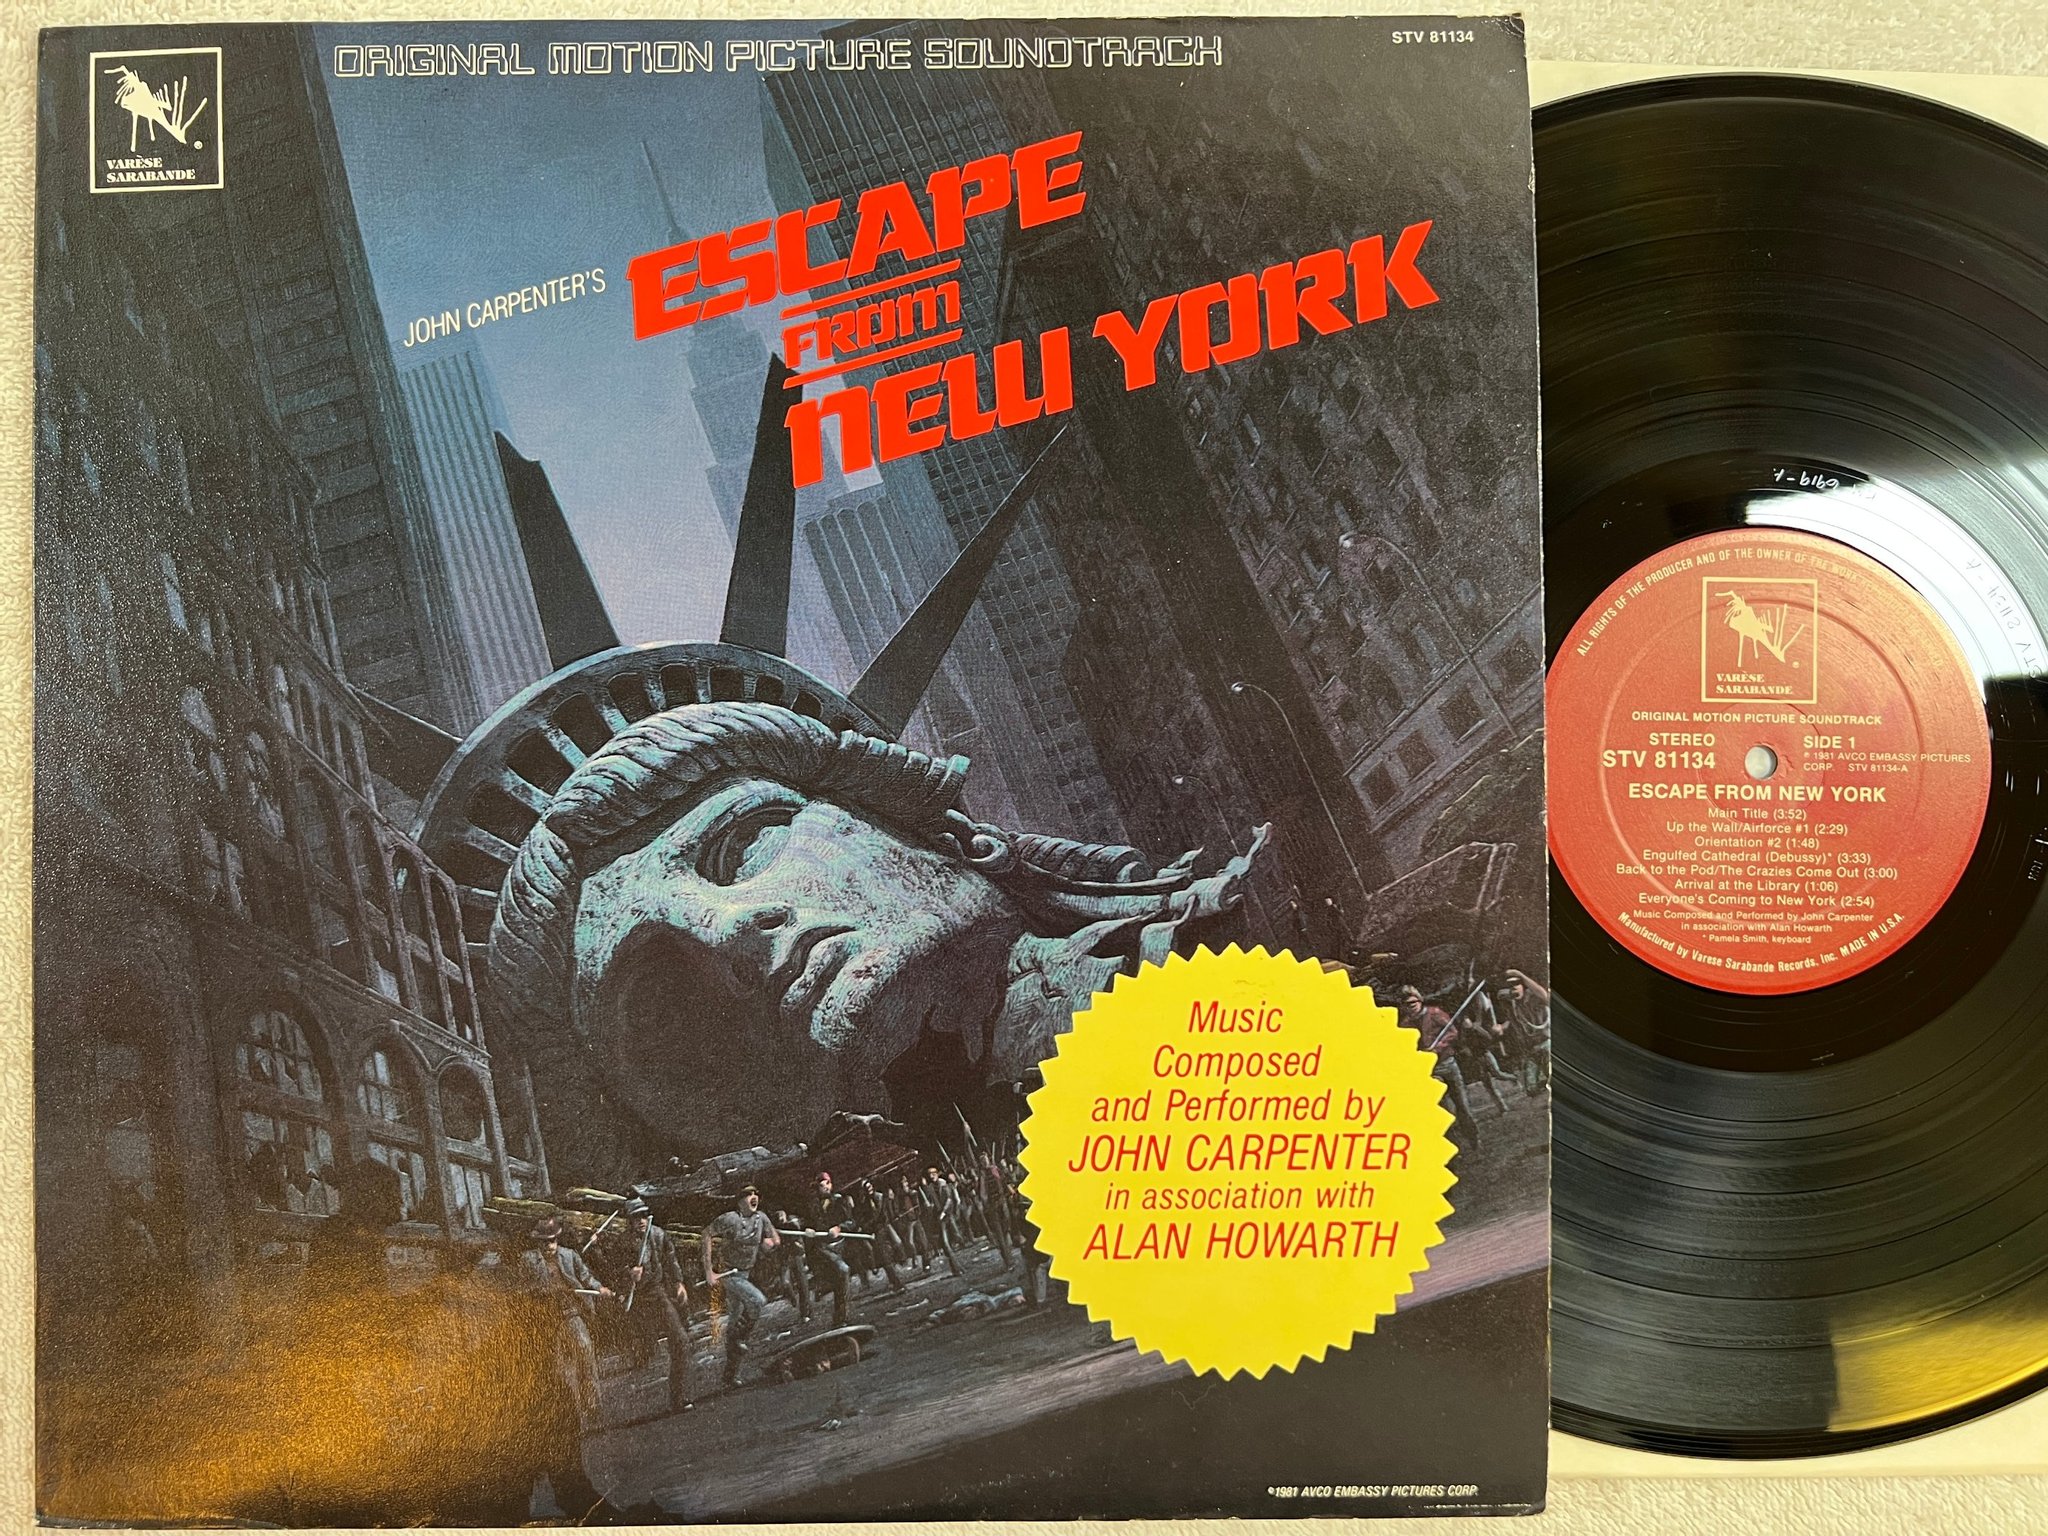 ORIGINAL MOTION PICTURE SOUNDTRACK
STV 81134
VARÈSE
SARABANDE
®
JOHN CARPENTER'S
ESCAPE
FROM
NEW YORK
Music
Composed
and Performed by
JOHN CARPENTER
in association with
ALAN HOWARTH
©1981 AVCO EMBASSY PICTURES CORP.
6919-A
ALL RIGHTS OF THE PRODUCER AND OF THE OWNER OF THE WORK
VARÈSE
SARABANDE
®
ORIGINAL MOTION PICTURE SOUNDTRACK
STEREO
STV 81134
SIDE 1
℗ 1981 AVCO EMBASSY PICTURES
CORP. STV 81134-A
ESCAPE FROM NEW YORK
Main Title (3:52)
Up the Wall/Airforce #1 (2:29)
Orientation #2 (1:48)
Engulfed Cathedral (Debussy)* (3:33)
Back to the Pod/The Crazies Come Out (3:00)
Arrival at the Library (1:06)
Everyone's Coming to New York (2:54)
Music Composed and Performed by John Carpenter
in association with Alan Howarth
* Pamela Smith, keyboard
Manufactured by Varese Sarabande Records, Inc. MADE IN U.S.A.